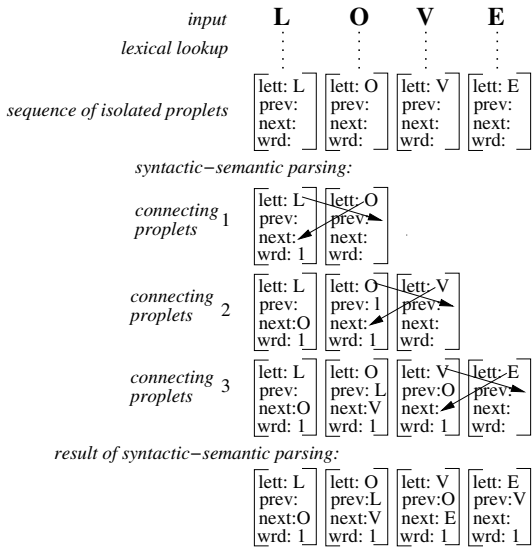 input L O V E
lexical lookup
lett: L lett: O lett: V lett: E
prev: prev: prev: prev:
sequence of isolated proplets
next: next: next: next:
wrd: wrd: wrd: wrd:
syntactic−semantic parsing:
lett: L lett: O
connecting
prev: prev:
proplets 1
next: next:
wrd: 1 wrd:
lett: L lett: O lett: V
connecting
prev: prev: l prev:
proplets 2
next:O next: next:
wrd: 1 wrd: 1 wrd:
lett: L lett: O lett: V lett: E
connecting
prev: prev: L prev:O prev:
proplets 3
next:O next:V next: next:
wrd: 1 wrd: 1 wrd: 1 wrd:
result of syntactic−semantic parsing:
lett: L lett: O lett: V lett: E
prev: prev:L prev:O prev:V
next:O next:V next: E next:
wrd: 1 wrd: 1 wrd: 1 wrd: 1